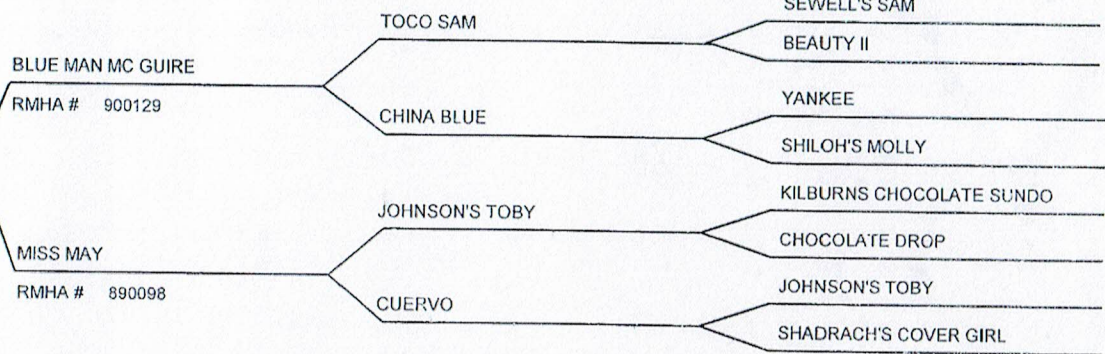 SEWELL'S SAM
TOCO SAM
BEAUTY II
BLUE MAN MC GUIRE
RMHA # 900129
YANKEE
CHINA BLUE
SHILOH'S MOLLY
KILBURNS CHOCOLATE SUNDO
JOHNSON'S TOBY
CHOCOLATE DROP
MISS MAY
RMHA # 890098
JOHNSON'S TOBY
CUERVO
SHADRACH'S COVER GIRL